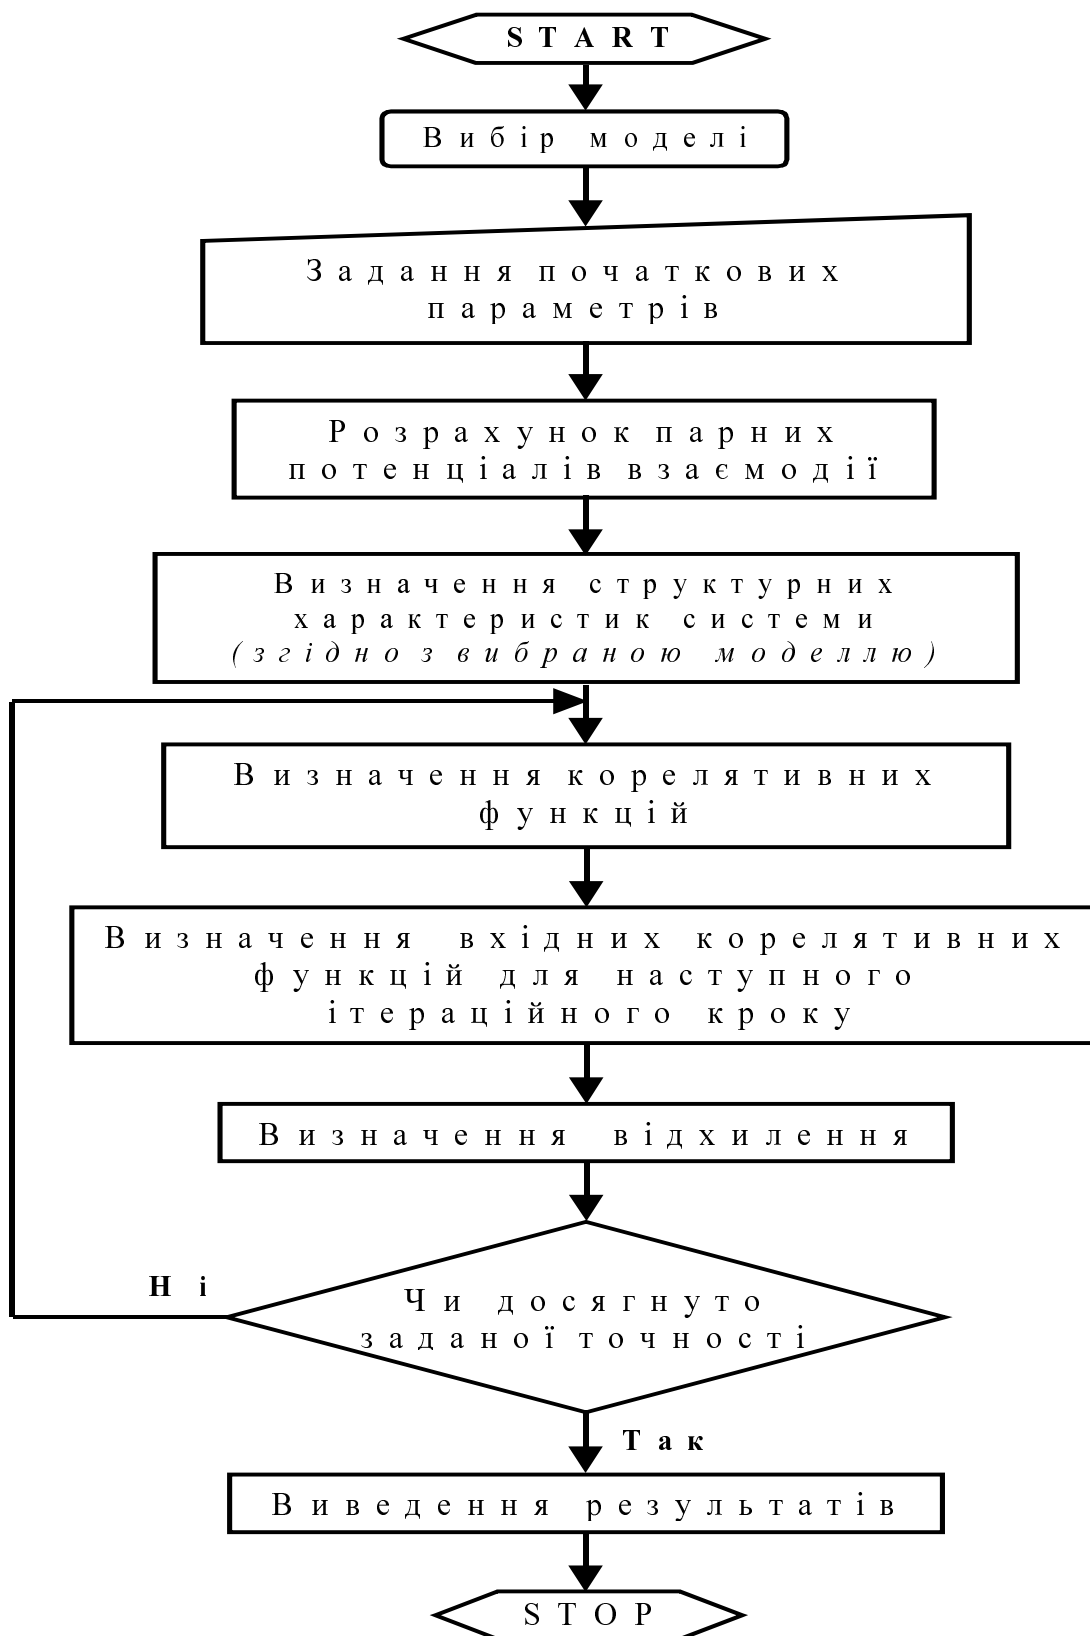 START
Вибір моделі
Задання початкових
параметрів
Розрахунок парних
потенціалів взаємодії
Визначення структурних
характеристик системи
(згідно з вибраною моделлю)
Визначення корелятивних
функцій
Визначення вхідних корелятивних
функцій для наступного
ітераційного кроку
Визначення відхилення
Ні
Чи досягнуто
заданої точності
Так
Виведення результатів
STOP